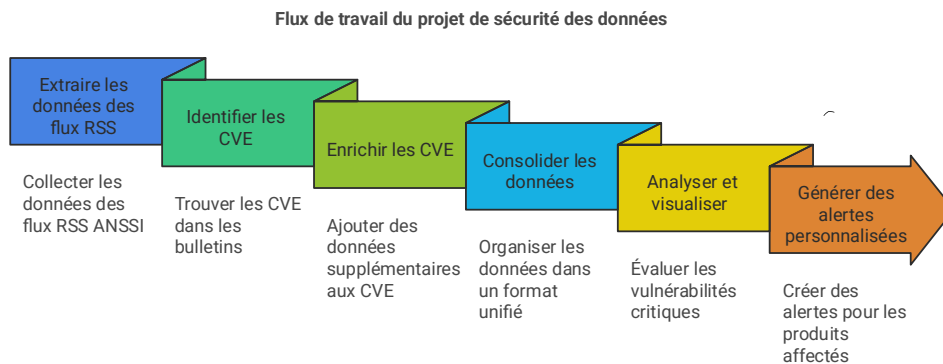 Flux de travail du projet de sécurité des données
Extraire les
données des
flux RSS
Collecter les
données des
flux RSS ANSSI
Identifier les
CVE
Trouver les CVE
dans les
bulletins
Enrichir les CVE
Ajouter des
données
supplémentaires
aux CVE
Consolider les
données
Organiser les
données dans
un format
unifié
Analyser et
visualiser
Évaluer les
vulnérabilités
critiques
Générer des
alertes
personnalisées
Créer des
alertes pour les
produits
affectés